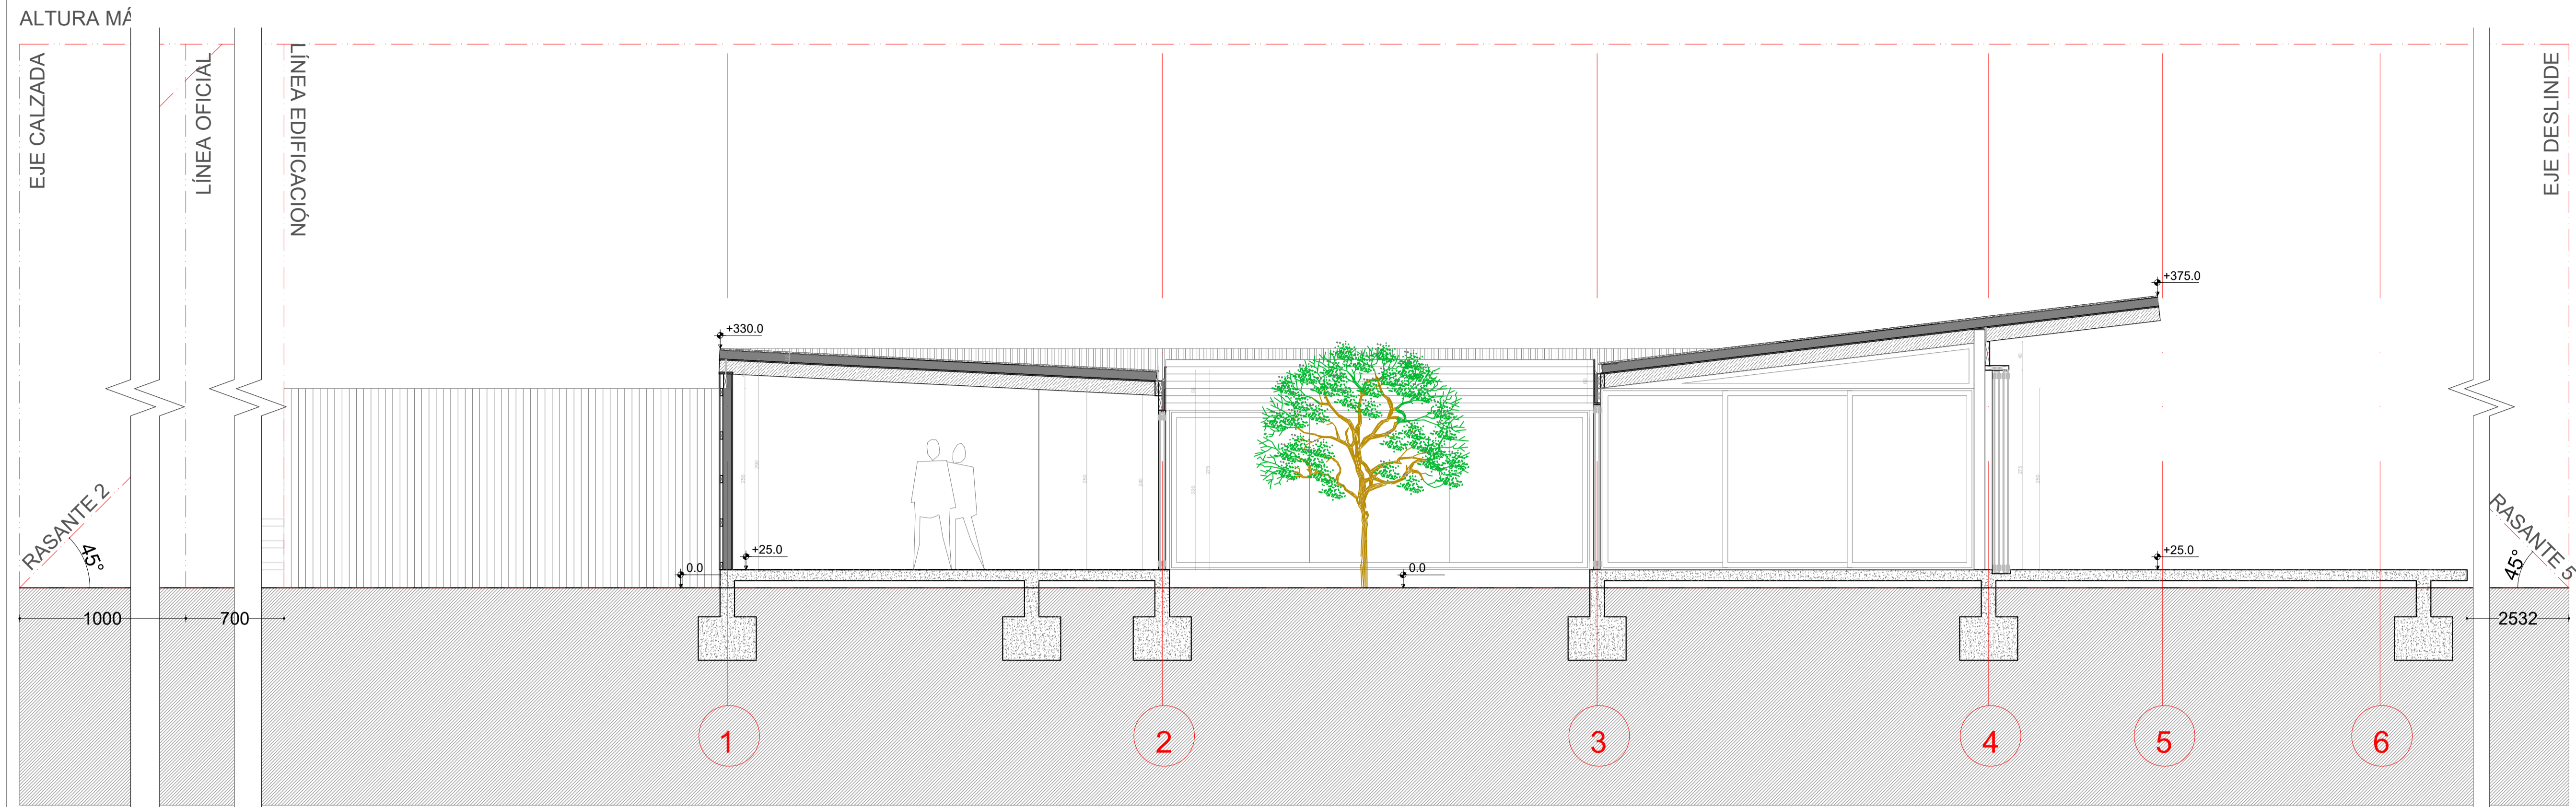 ALTURA MÁ
EJE CALZADA
LÍNEA OFICIAL
LÍNEA EDIFICACIÓN
EJE DESLINDE
+375.0
+330.0
RASANTE 2
45°
+25.0
0.0
0.0
+25.0
RASANTE 5
45°
1000
700
2532
1
2
3
4
5
6